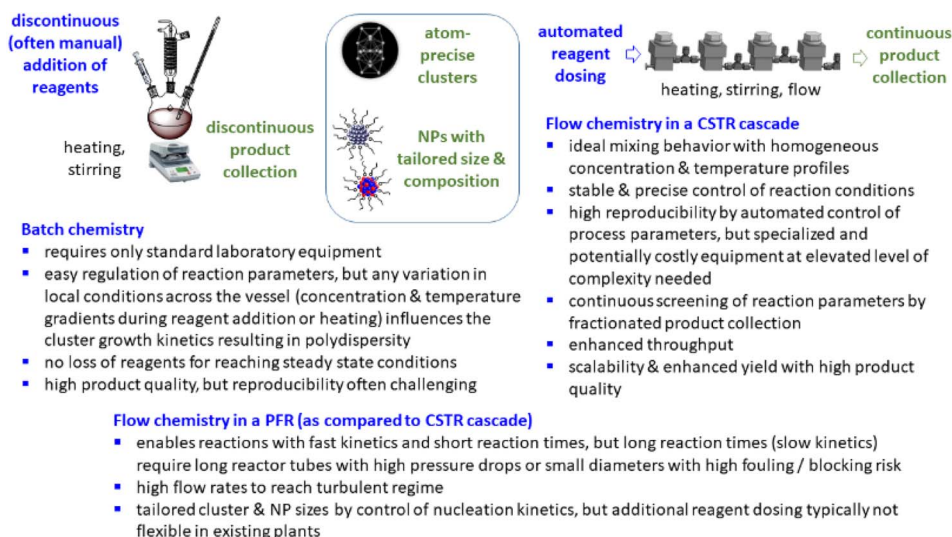 discontinuous
(often manual)
addition of
reagents
heating,
stirring
discontinuous
product
collection
atom-
precise
clusters
NPs with
tailored size &
composition
automated
reagent
dosing
continuous
product
collection
heating, stirring, flow
Batch chemistry
▪ requires only standard laboratory equipment
▪ easy regulation of reaction parameters, but any variation in
local conditions across the vessel (concentration & temperature
gradients during reagent addition or heating) influences the
cluster growth kinetics resulting in polydispersity
▪ no loss of reagents for reaching steady state conditions
▪ high product quality, but reproducibility often challenging
Flow chemistry in a CSTR cascade
▪ ideal mixing behavior with homogeneous
concentration & temperature profiles
▪ stable & precise control of reaction conditions
▪ high reproducibility by automated control of
process parameters, but specialized and
potentially costly equipment at elevated level of
complexity needed
▪ continuous screening of reaction parameters by
fractionated product collection
▪ enhanced throughput
▪ scalability & enhanced yield with high product
quality
Flow chemistry in a PFR (as compared to CSTR cascade)
▪ enables reactions with fast kinetics and short reaction times, but long reaction times (slow kinetics)
require long reactor tubes with high pressure drops or small diameters with high fouling / blocking risk
▪ high flow rates to reach turbulent regime
▪ tailored cluster & NP sizes by control of nucleation kinetics, but additional reagent dosing typically not
flexible in existing plants